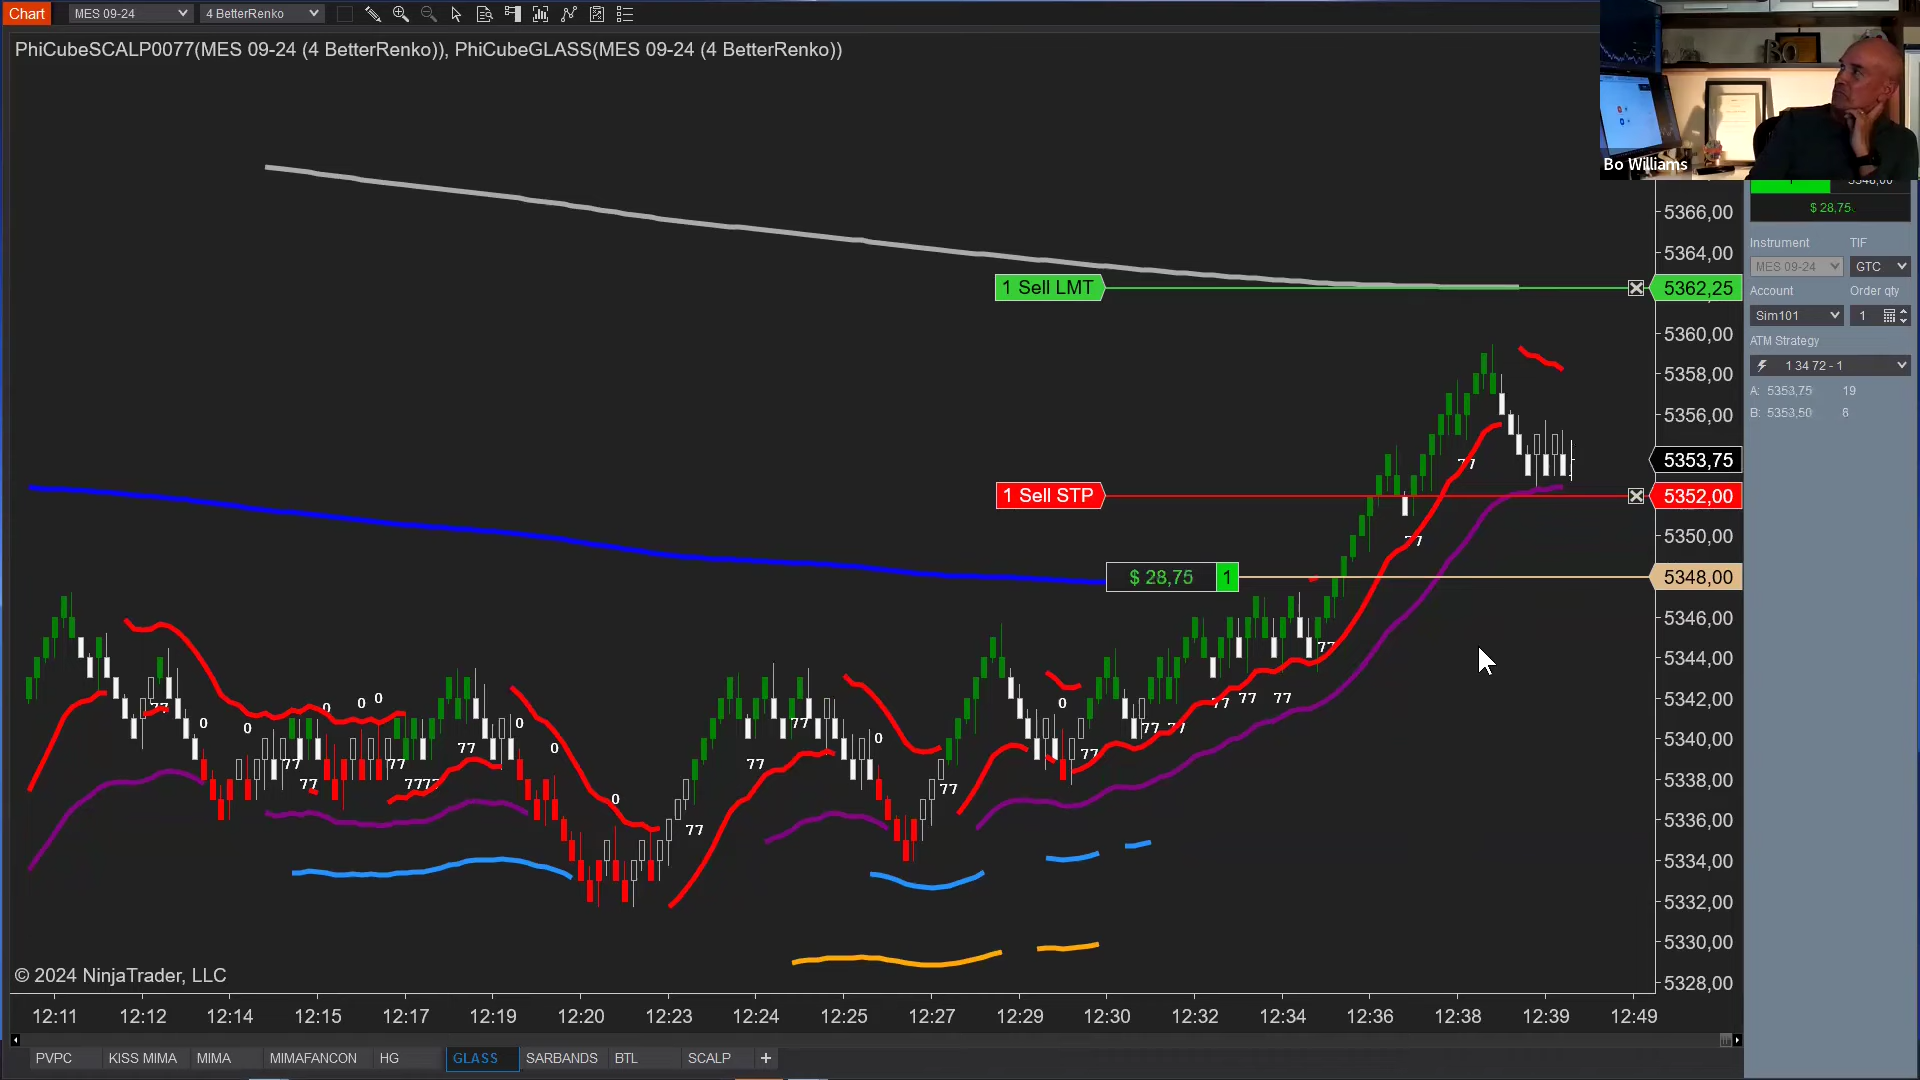 Chart MES 09-24 4 BetterRenko
PhiCubeSCALP0077(MES 09-24 (4 BetterRenko)), PhiCubeGLASS(MES 09-24 (4 BetterRenko))
BO
Bo Williams
$ 28,75
Instrument TIF
MES 09-24 GTC
Account Order qty
Sim101 1
ATM Strategy
1 34 72 - 1
A: 5353,75 19
B: 5353,50 6
5366,00
5364,00
1 Sell LMT 5362,25
5360,00
5358,00
5356,00
5353,75
1 Sell STP 5352,00
5350,00
$ 28,75 1 5348,00
5346,00
5344,00
5342,00
5340,00
5338,00
5336,00
5334,00
5332,00
5330,00
5328,00
© 2024 NinjaTrader, LLC
12:11 12:12 12:14 12:15 12:17 12:19 12:20 12:23 12:24 12:25 12:27 12:29 12:30 12:32 12:34 12:36 12:38 12:39 12:49
PVPC KISS MIMA MIMA MIMAFANCON HG GLASS SARBANDS BTL SCALP +